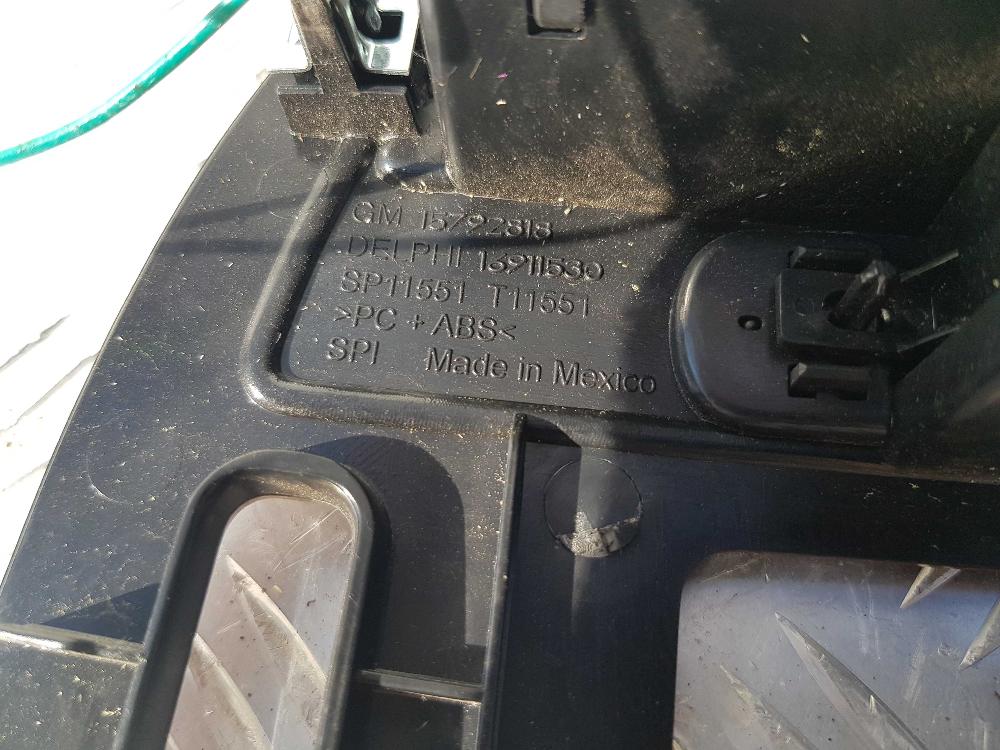 GM 15792818
DELPHI 16911530
SP11551 T11551
>PC + ABS<
SPI Made in Mexico